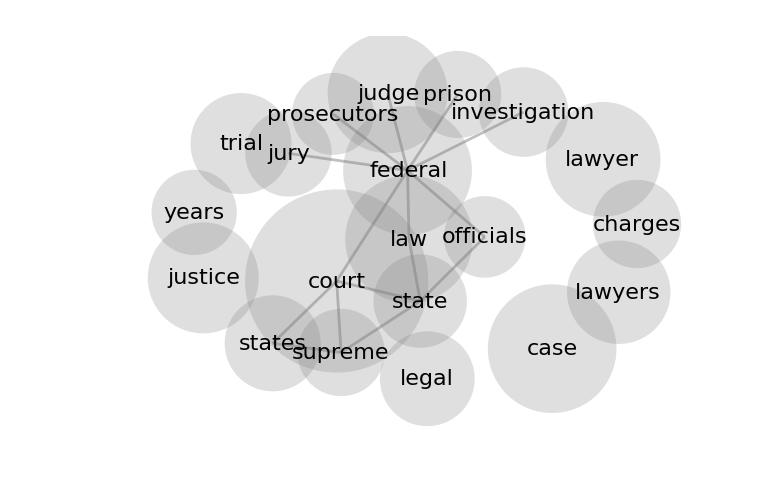 judge
prison
prosecutors
investigation
trial
jury
lawyer
federal
years
charges
law
officials
justice
court
lawyers
state
states
supreme
case
legal